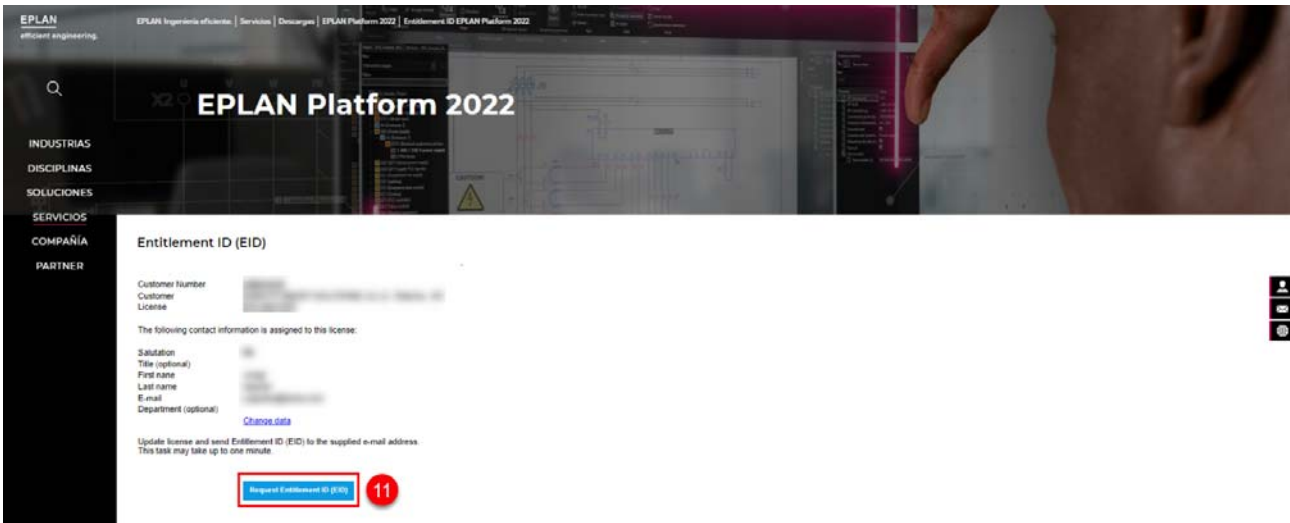 EPLAN
efficient engineering.
EPLAN Ingeniería eficiente. | Servicios | Descargas | EPLAN Platform 2022 | Entitlement ID EPLAN Platform 2022
EPLAN Platform 2022
INDUSTRIAS
DISCIPLINAS
SOLUCIONES
SERVICIOS
COMPAÑÍA
PARTNER
Entitlement ID (EID)
Customer Number
Customer
License
The following contact information is assigned to this license:
Salutation
Title (optional)
First name
Last name
E-mail
Department (optional)
Change data
Update license and send Entitlement ID (EID) to the supplied e-mail address.
This task may take up to one minute.
Request Entitlement ID (EID)
11